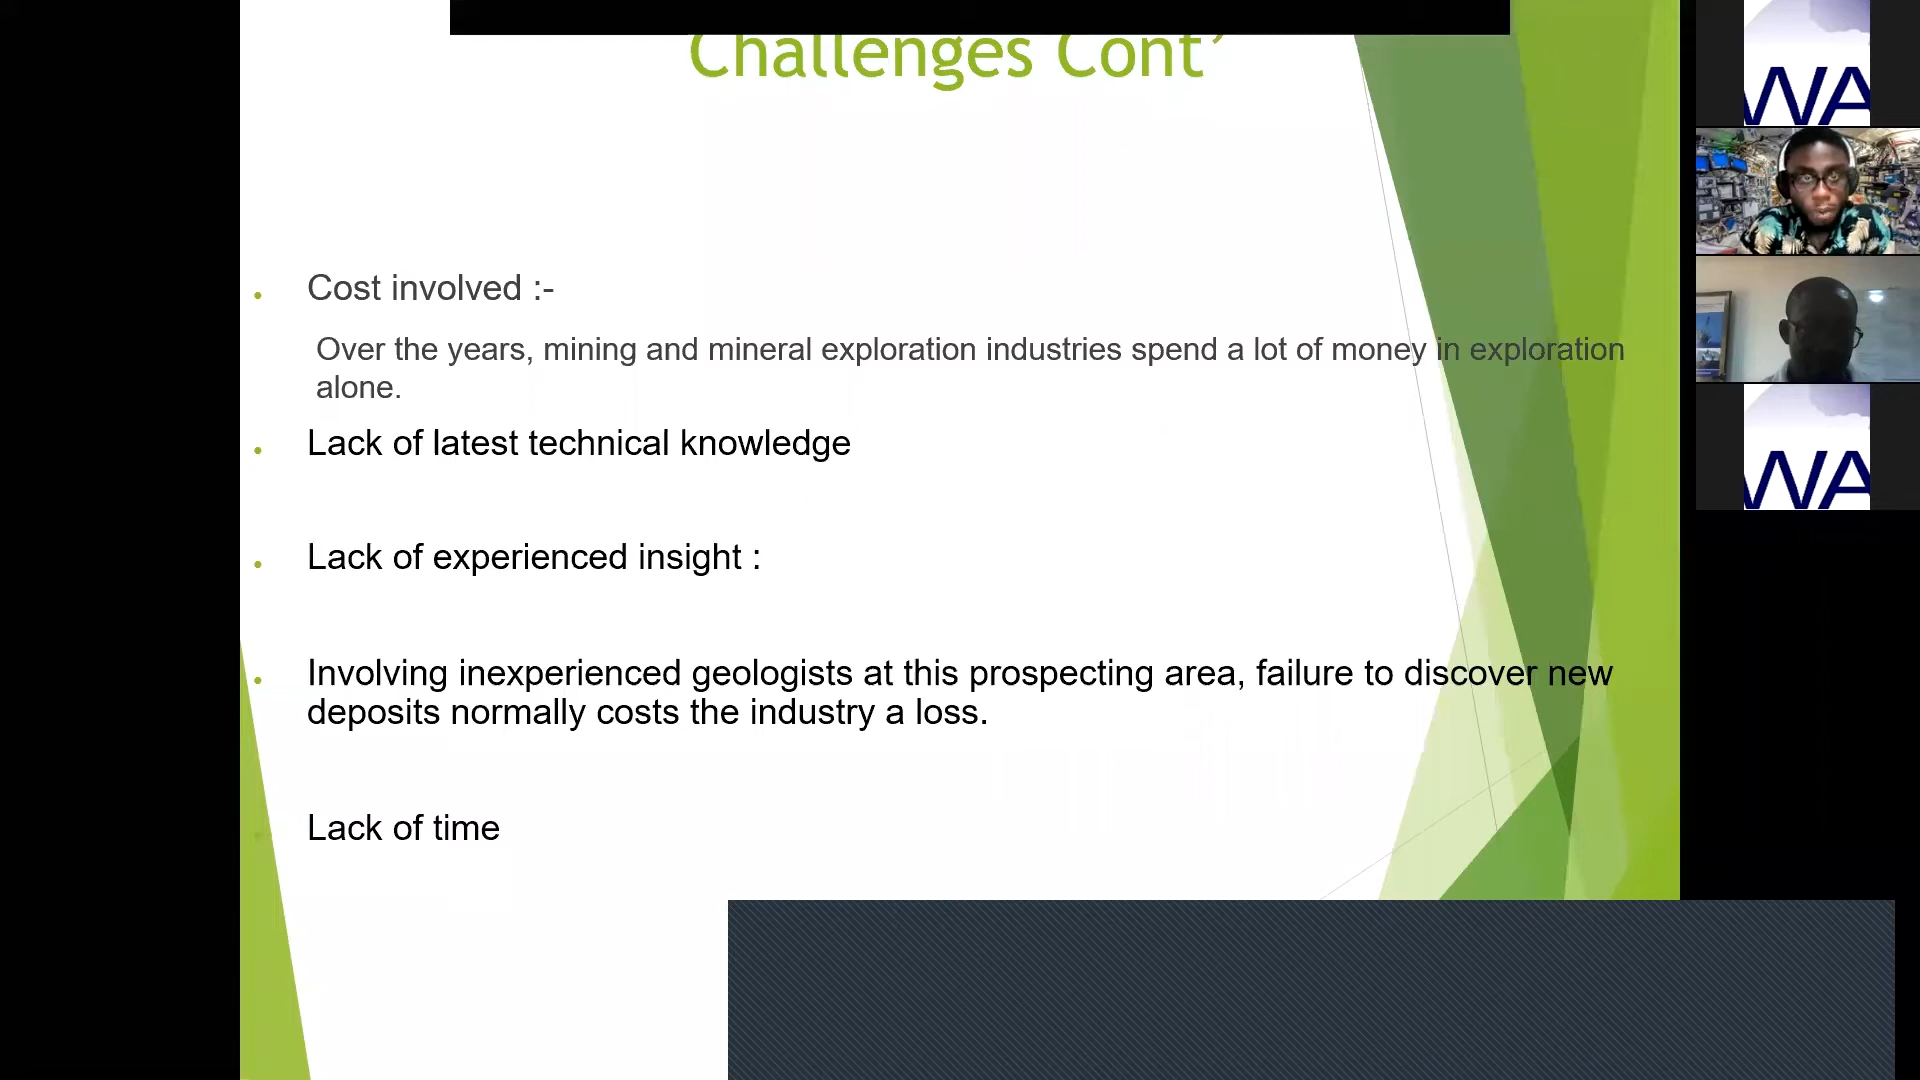 Challenges Cont’
Cost involved :-
Over the years, mining and mineral exploration industries spend a lot of money in exploration
alone.
Lack of latest technical knowledge
Lack of experienced insight :
Involving inexperienced geologists at this prospecting area, failure to discover new
deposits normally costs the industry a loss.
Lack of time
WA
WA